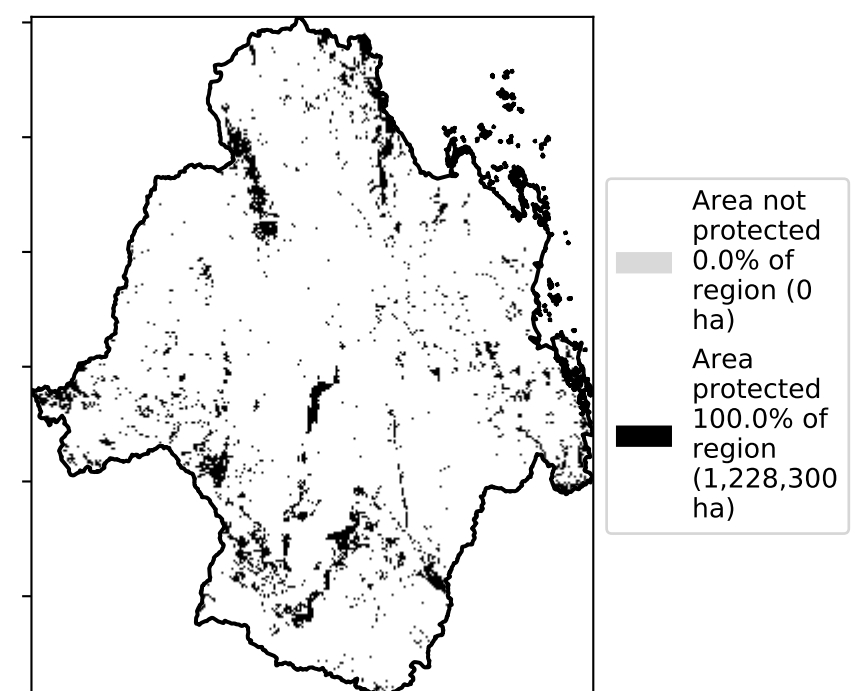 Area not
protected
0.0% of
region (0
ha)
Area
protected
100.0% of
region
(1,228,300
ha)